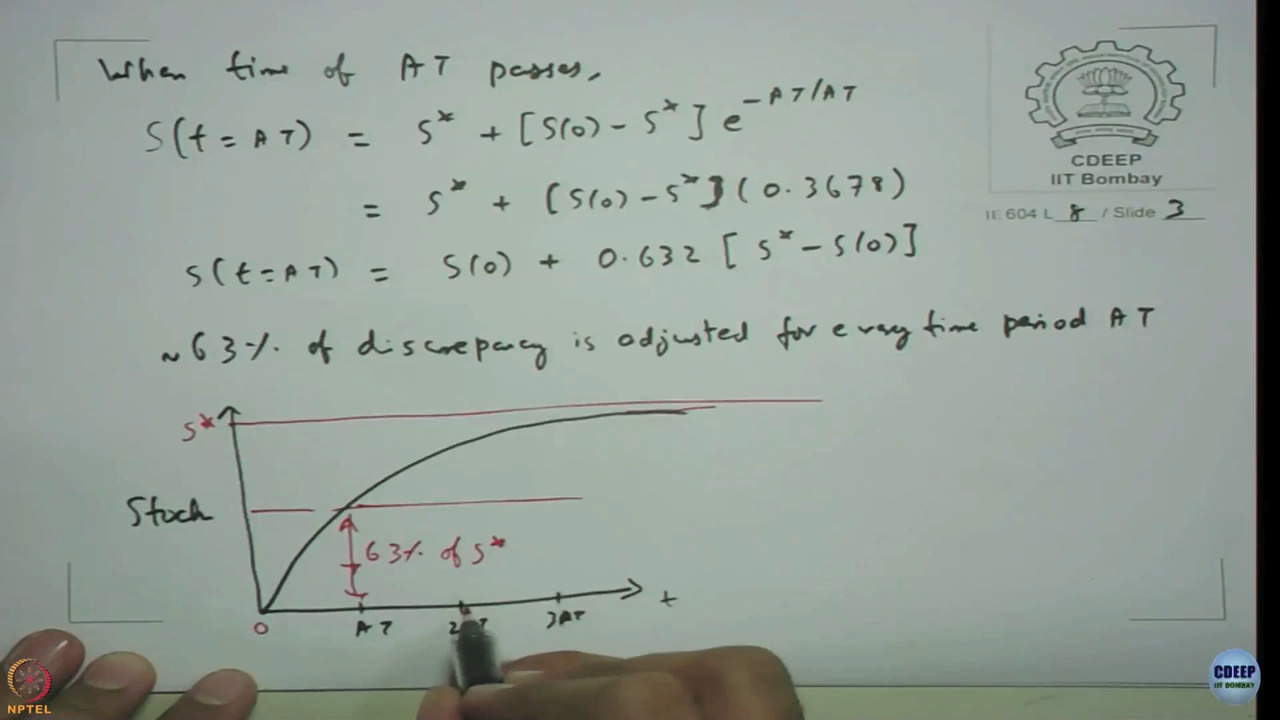 When time of AT passes,
S(t = AT) = S* + [S(0) - S*] e^{-AT/AT}
= S* + [S(0) - S*] (0.3678)
S(t=AT) = S(0) + 0.632 [ S* - S(0)]
~ 63% of discrepancy is adjusted for every time period AT
CDEEP
IIT Bombay
IE 604 L 8 / Slide 3
S*
Stock
63% of S*
t
0 AT 3AT
NPTEL
CDEEP
IIT BOMBAY